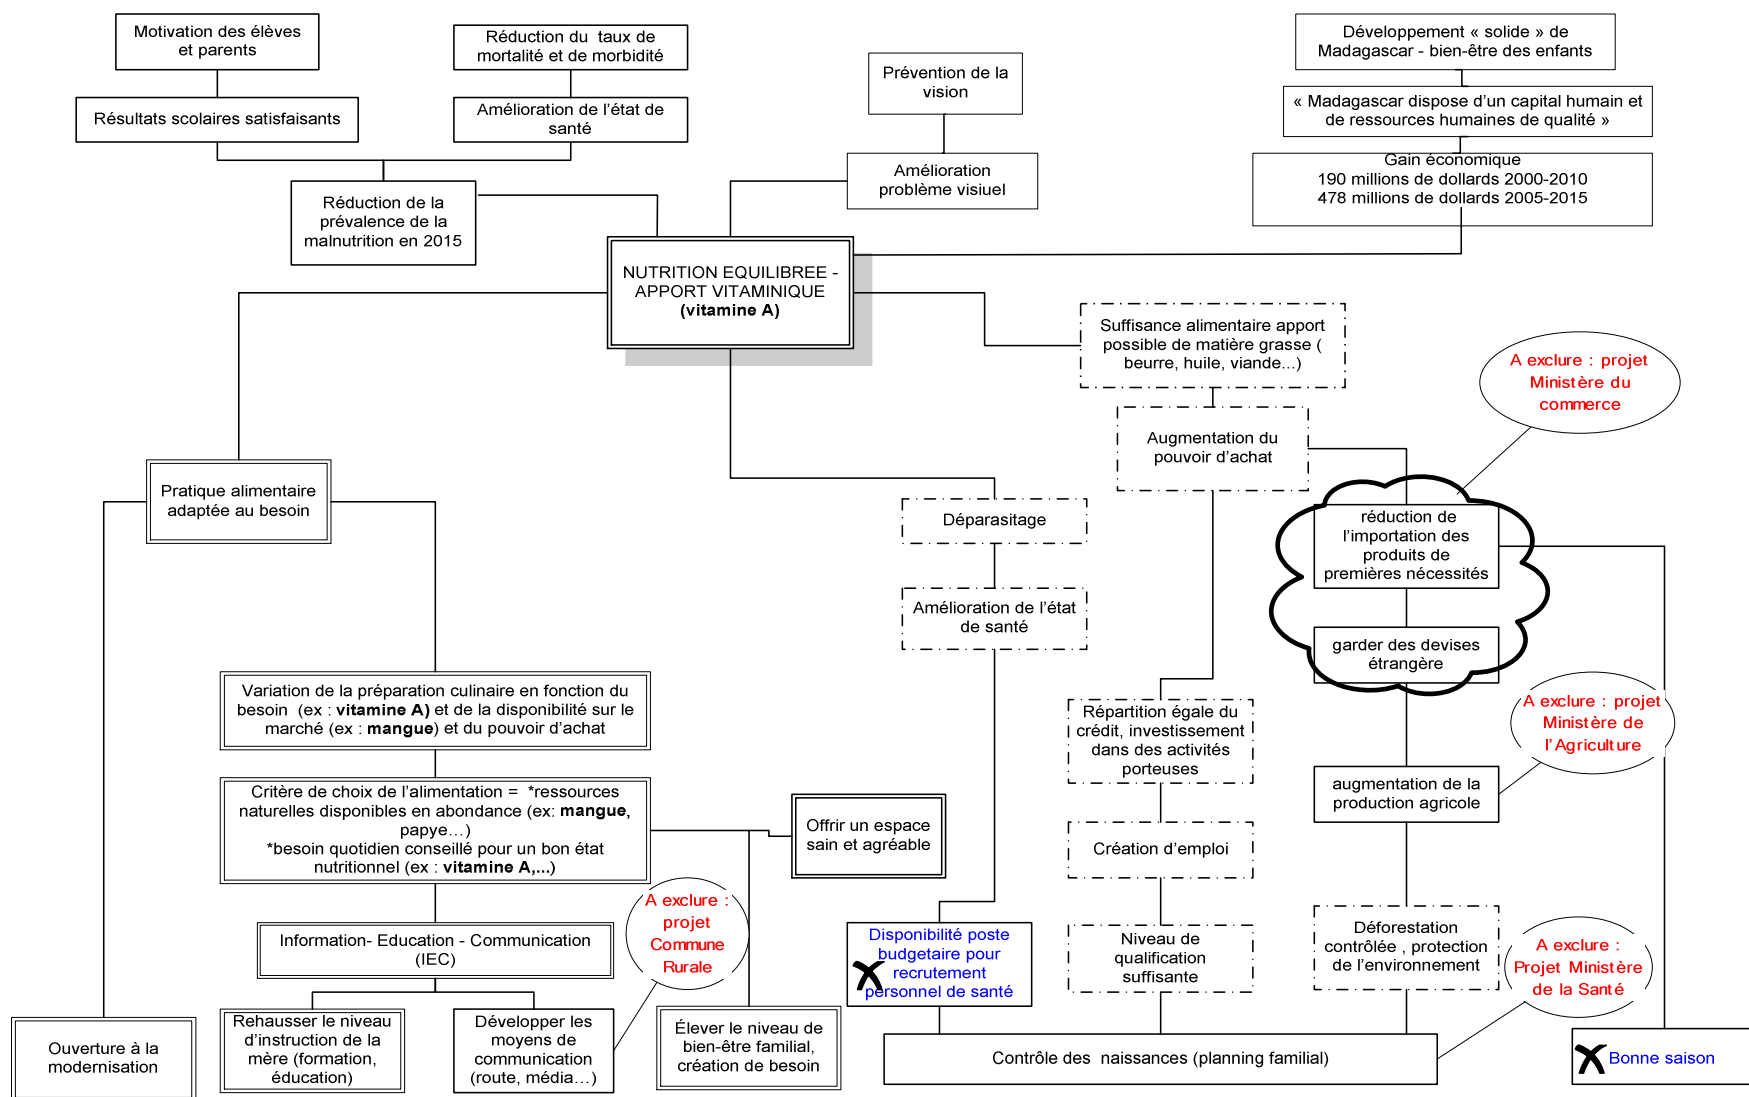 Motivation des élèves
et parents
Réduction du taux de
mortalité et de morbidité
Développement « solide » de
Madagascar - bien-être des enfants
Prévention de la
vision
Résultats scolaires satisfaisants
Amélioration de l'état de
santé
« Madagascar dispose d'un capital humain et
de ressources humaines de qualité »
Gain économique
190 millions de dollards 2000-2010
478 millions de dollards 2005-2015
Amélioration
problème visiuel
Réduction de la
prévalence de la
malnutrition en 2015
NUTRITION EQUILIBREE -
APPORT VITAMINIQUE
(vitamine A)
Suffisance alimentaire apport
possible de matière grasse (
beurre, huile, viande...)
A exclure : projet
Ministère du
commerce
Augmentation du
pouvoir d'achat
Pratique alimentaire
adaptée au besoin
Déparasitage
réduction de
l'importation des
produits de
premières nécessités
Amélioration de l'état
de santé
garder des devises
étrangère
Variation de la préparation culinaire en fonction du
besoin (ex : vitamine A) et de la disponibilité sur le
marché (ex : mangue) et du pouvoir d'achat
Répartition égale du
crédit, investissement
dans des activités
porteuses
A exclure : projet
Ministère de
l'Agriculture
Critère de choix de l'alimentation = *ressources
naturelles disponibles en abondance (ex: mangue,
papye…)
*besoin quotidien conseillé pour un bon état
nutritionnel (ex : vitamine A,...)
augmentation de la
production agricole
Offrir un espace
sain et agréable
Création d'emploi
A exclure :
projet
Commune
Rurale
Information- Education - Communication
(IEC)
Disponibilité poste
budgetaire pour
recrutement
personnel de santé
Niveau de
qualification
suffisante
Déforestation
contrôlée , protection
de l'environnement
A exclure :
Projet Ministère
de la Santé
Ouverture à la
modernisation
Rehausser le niveau
d'instruction de la
mère (formation,
éducation)
Développer les
moyens de
communication
(route, média…)
Élever le niveau de
bien-être familial,
création de besoin
Contrôle des naissances (planning familial)
Bonne saison